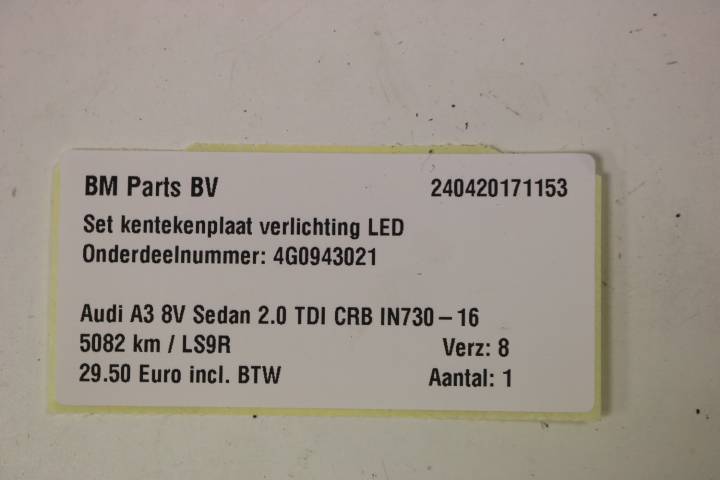 BM Parts BV 240420171153
Set kentekenplaat verlichting LED
Onderdeelnummer: 4G0943021
Audi A3 8V Sedan 2.0 TDI CRB IN730 – 16
5082 km / LS9R Verz: 8
29.50 Euro incl. BTW Aantal: 1